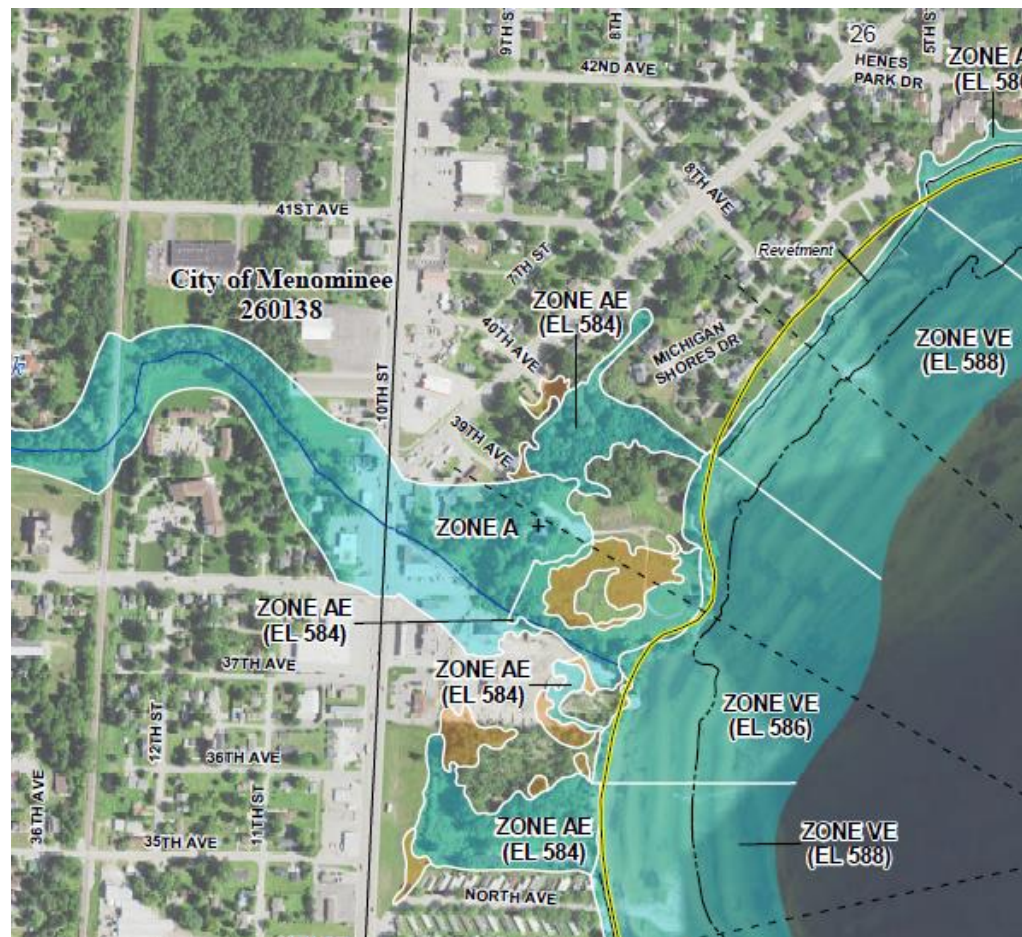 9TH ST
8TH ST
26
5TH S
ZONE A
(EL 586
HENES
PARK DR
42ND AVE
8TH AVE
41ST AVE
Revetment
7TH ST
City of Menominee
260138
ZONE AE
(EL 584)
40TH AVE
MICHIGAN
SHORES DR
ZONE VE
(EL 588)
k
10TH ST
39TH AVE
ZONE A
ZONE AE
(EL 584)
37TH AVE
ZONE AE
(EL 584)
ZONE VE
(EL 586)
12TH ST
36TH AVE
36TH AVE
11TH ST
35TH AVE
ZONE AE
(EL 584)
ZONE VE
(EL 588)
NORTH AVE